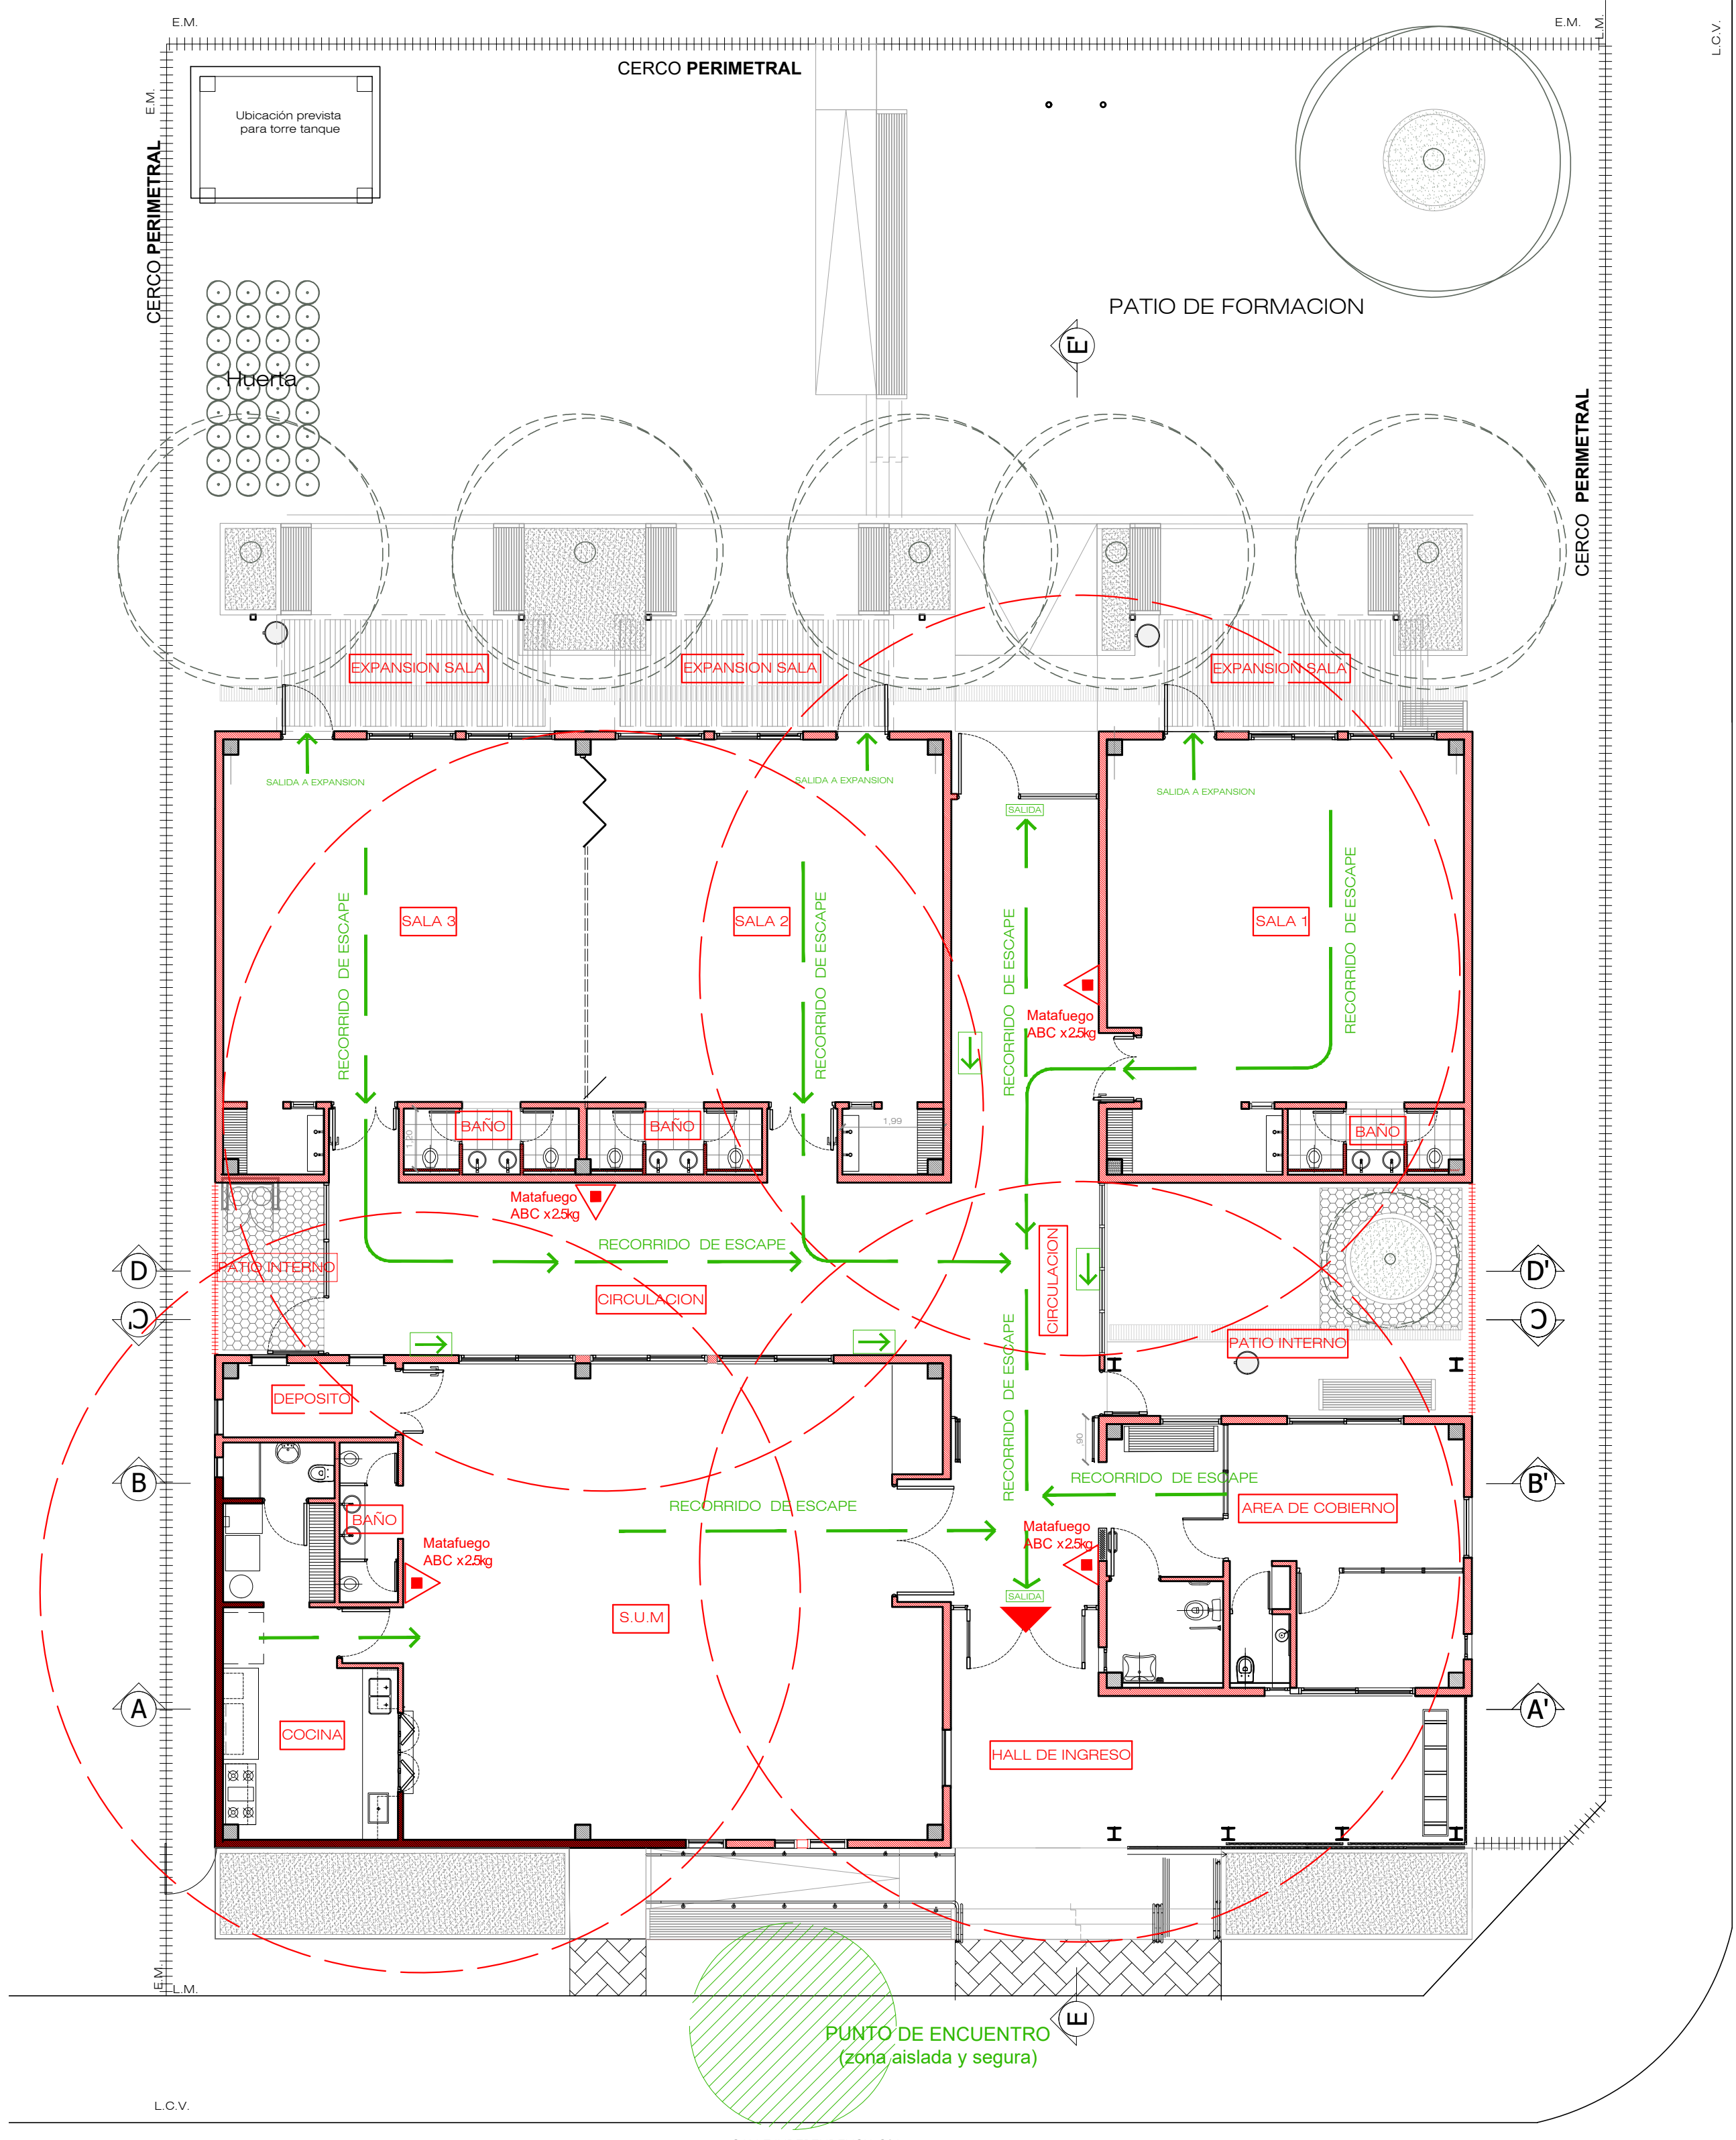 E.M.
E.M.
L.M.
L.C.V.
CERCO PERIMETRAL
E.M.
Ubicación prevista
para torre tanque
CERCO PERIMETRAL
PATIO DE FORMACION
E'
Huerta
CERCO PERIMETRAL
EXPANSION SALA
EXPANSION SALA
EXPANSION SALA
SALIDA A EXPANSION
SALIDA A EXPANSION
SALIDA A EXPANSION
SALIDA
RECORRIDO DE ESCAPE
SALA 3
SALA 2
RECORRIDO DE ESCAPE
RECORRIDO DE ESCAPE
SALA 1
RECORRIDO DE ESCAPE
Matafuego
ABC x2.5kg
BAÑO
BAÑO
1,99
1,20
BAÑO
Matafuego
ABC x2.5kg
RECORRIDO DE ESCAPE
CIRCULACION
PATIO INTERNO
CIRCULACION
D
D'
C'
C
PATIO INTERNO
DEPOSITO
RECORRIDO DE ESCAPE
,90
B
B'
RECORRIDO DE ESCAPE
RECORRIDO DE ESCAPE
AREA DE COBIERNO
BAÑO
Matafuego
ABC x2.5kg
Matafuego
ABC x2.5kg
SALIDA
S.U.M
A
A'
COCINA
HALL DE INGRESO
E.M.
L.M.
E
PUNTO DE ENCUENTRO
(zona aislada y segura)
L.C.V.